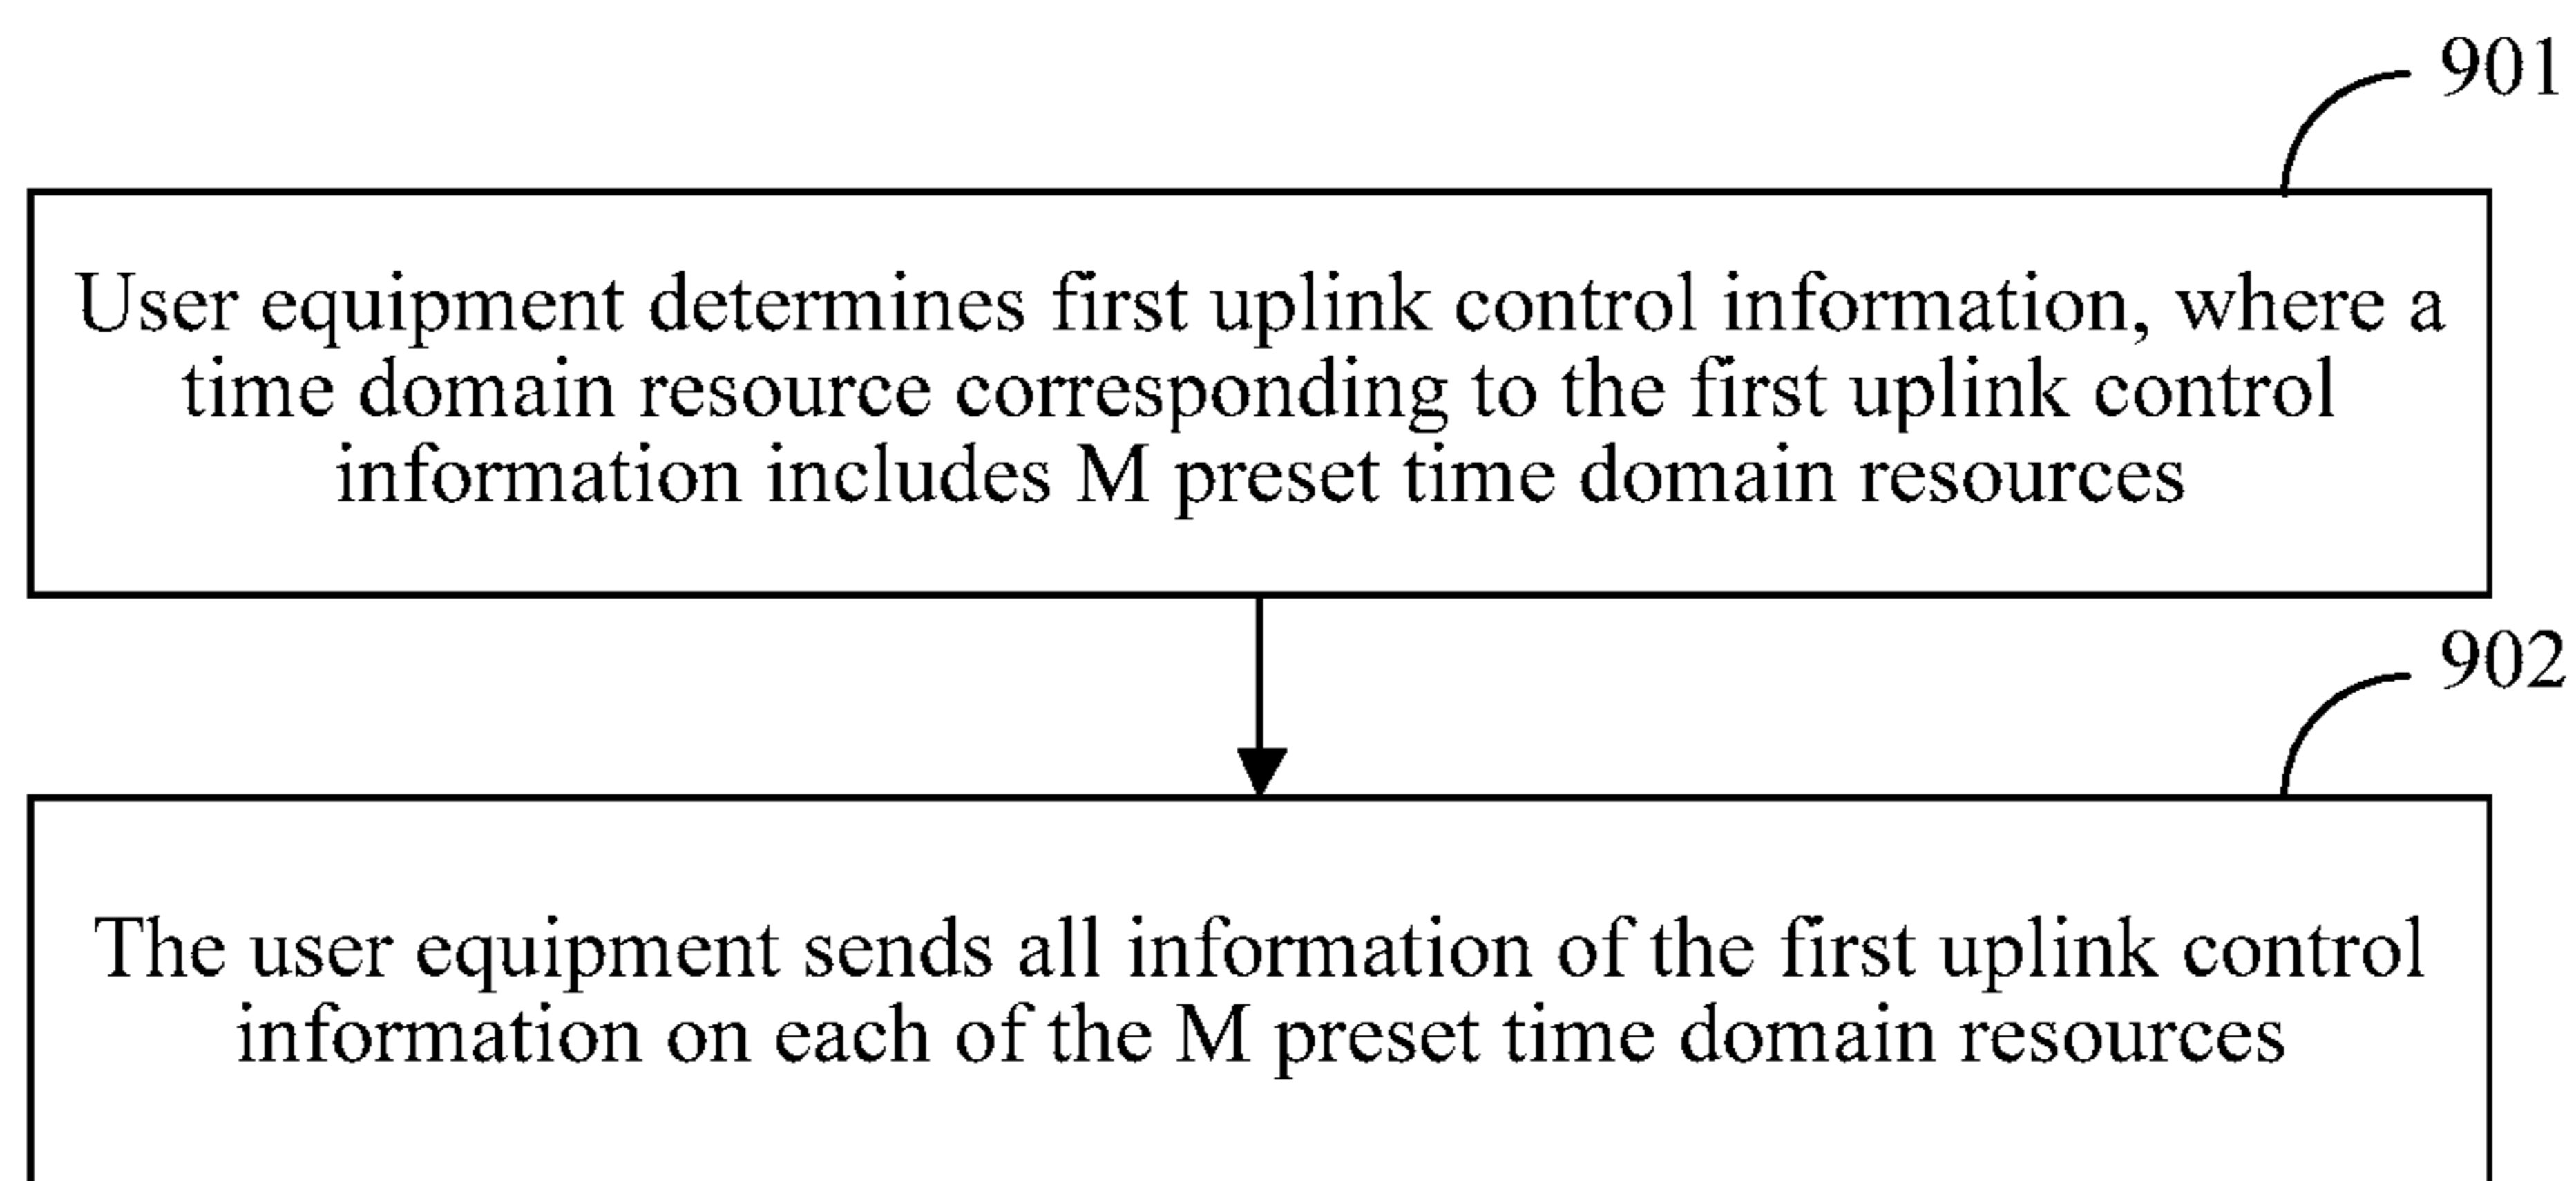 901
User equipment determines first uplink control information, where a
time domain resource corresponding to the first uplink control
information includes M preset time domain resources
902
The user equipment sends all information of the first uplink control
information on each of the M preset time domain resources